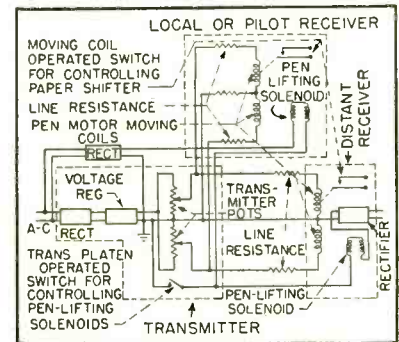 LOCAL OR PILOT RECEIVER
MOVING COIL
OPERATED SWITCH
FOR CONTROLLING
PAPER SHIFTER
LINE RESISTANCE
PEN MOTOR MOVING
COILS
PEN
LIFTING
SOLENOID
RECT
VOLTAGE
REG
DISTANT
RECEIVER
TRANS-
MITTER
POTS
A-C
RECT
LINE
RESISTANCE
RECTIFIER
TRANS PLATEN
OPERATED
SWITCH FOR
CONTROLLING
PEN-LIFTING
SOLENOIDS
PEN-LIFTING
SOLENOID
TRANSMITTER